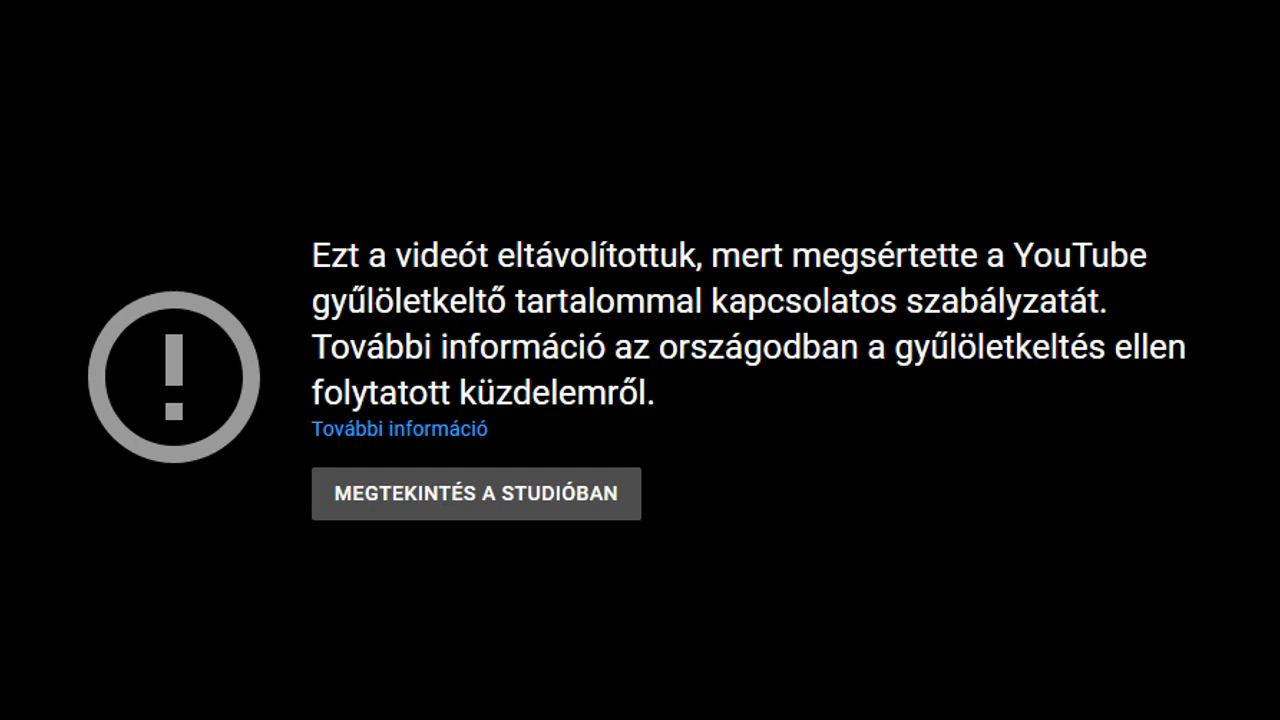 Ezt a videót eltávolítottuk, mert megsértette a YouTube
gyűlöletkeltő tartalommal kapcsolatos szabályzatát.
További információ az országodban a gyűlöletkeltés ellen
folytatott küzdelemről.
További információ
MEGTEKINTÉS A STUDIÓBAN